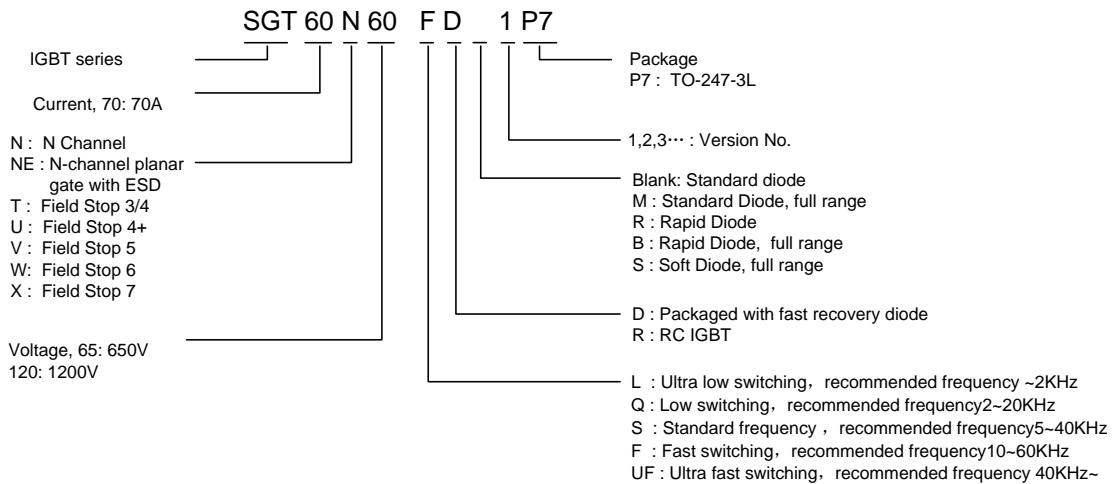 SGT 60 N 60 F D 1 P7
IGBT series
Current, 70: 70A
N : N Channel
NE : N-channel planar
gate with ESD
T : Field Stop 3/4
U : Field Stop 4+
V : Field Stop 5
W: Field Stop 6
X : Field Stop 7
Voltage, 65: 650V
120: 1200V
Package
P7 : TO-247-3L
1,2,3··· : Version No.
Blank: Standard diode
M : Standard Diode, full range
R : Rapid Diode
B : Rapid Diode, full range
S : Soft Diode, full range
D : Packaged with fast recovery diode
R : RC IGBT
L : Ultra low switching，recommended frequency ~2KHz
Q : Low switching，recommended frequency2~20KHz
S : Standard frequency ，recommended frequency5~40KHz
F : Fast switching，recommended frequency10~60KHz
UF : Ultra fast switching，recommended frequency 40KHz~